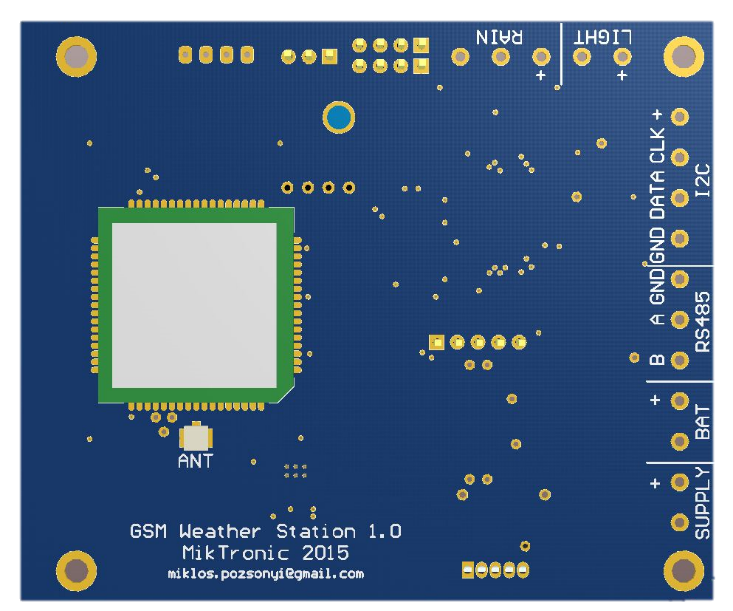 RAIN
LIGHT
+
+
CLK +
DATA
GND
I2C
GND
A
B
RS485
+
BAT
+
SUPPLY
ANT
GSM Weather Station 1.0
MikTronic 2015
miklos.pozsonyi@gmail.com